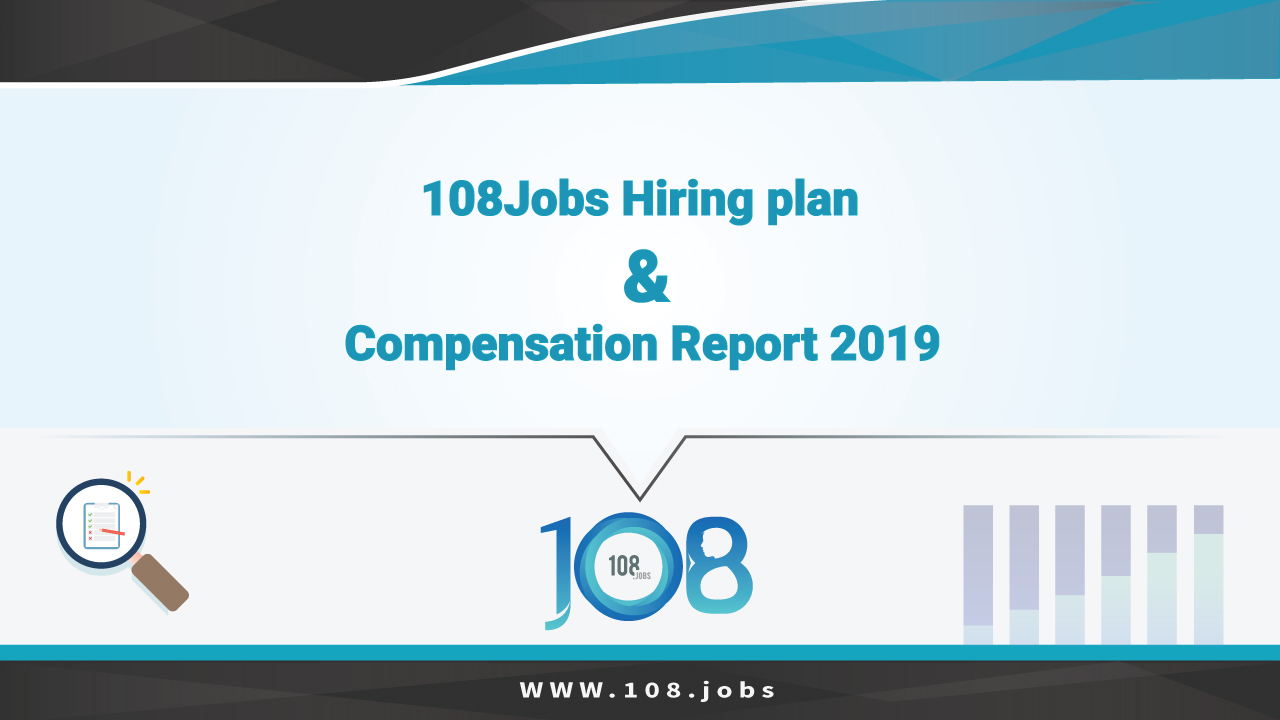 108Jobs Hiring plan
&
Compensation Report 2019
108
108
.JOBS
WWW.108.jobs